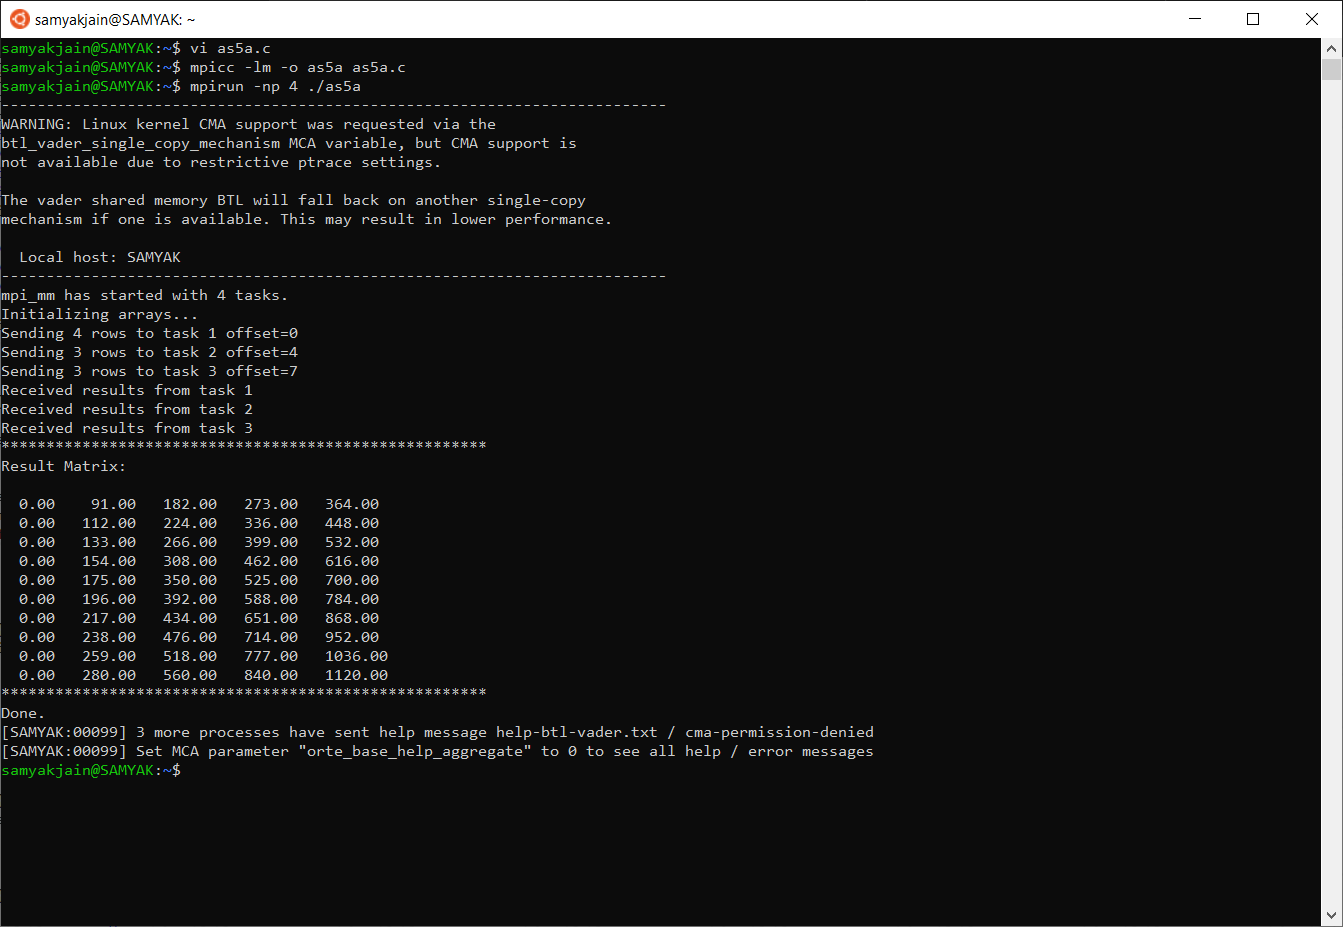 samyakjain@SAMYAK: ~
samyakjain@SAMYAK:~$ vi as5a.c
samyakjain@SAMYAK:~$ mpicc -lm -o as5a as5a.c
samyakjain@SAMYAK:~$ mpirun -np 4 ./as5a
--------------------------------------------------------------------------
WARNING: Linux kernel CMA support was requested via the
btl_vader_single_copy_mechanism MCA variable, but CMA support is
not available due to restrictive ptrace settings.

The vader shared memory BTL will fall back on another single-copy
mechanism if one is available. This may result in lower performance.

  Local host: SAMYAK
--------------------------------------------------------------------------
mpi_mm has started with 4 tasks.
Initializing arrays...
Sending 4 rows to task 1 offset=0
Sending 3 rows to task 2 offset=4
Sending 3 rows to task 3 offset=7
Received results from task 1
Received results from task 2
Received results from task 3
******************************************************
Result Matrix:

  0.00    91.00   182.00   273.00   364.00
  0.00   112.00   224.00   336.00   448.00
  0.00   133.00   266.00   399.00   532.00
  0.00   154.00   308.00   462.00   616.00
  0.00   175.00   350.00   525.00   700.00
  0.00   196.00   392.00   588.00   784.00
  0.00   217.00   434.00   651.00   868.00
  0.00   238.00   476.00   714.00   952.00
  0.00   259.00   518.00   777.00   1036.00
  0.00   280.00   560.00   840.00   1120.00
******************************************************
Done.
[SAMYAK:00099] 3 more processes have sent help message help-btl-vader.txt / cma-permission-denied
[SAMYAK:00099] Set MCA parameter "orte_base_help_aggregate" to 0 to see all help / error messages
samyakjain@SAMYAK:~$